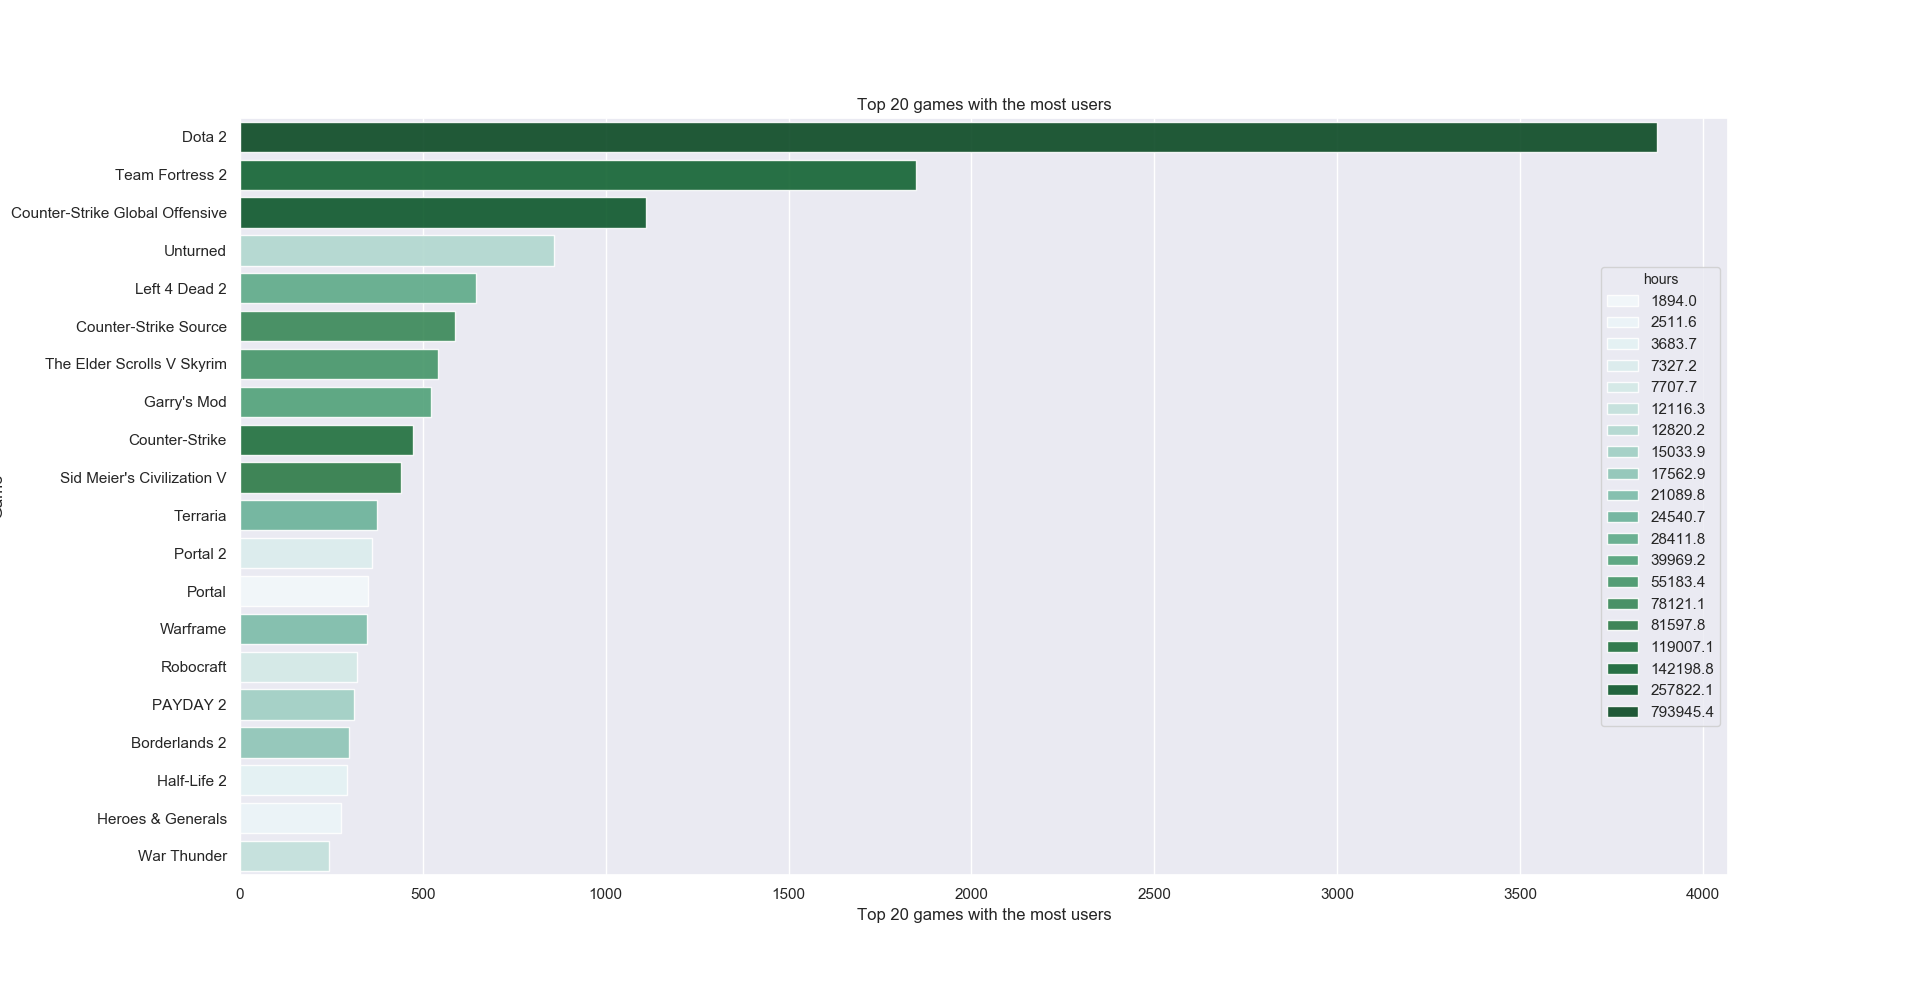 Top 20 games with the most users
Dota 2
Team Fortress 2
Counter-Strike Global Offensive
Unturned
Left 4 Dead 2
Counter-Strike Source
The Elder Scrolls V Skyrim
Garry's Mod
Counter-Strike
Sid Meier's Civilization V
Terraria
Portal 2
Portal
Warframe
Robocraft
PAYDAY 2
Borderlands 2
Half-Life 2
Heroes & Generals
War Thunder
0 500 1000 1500 2000 2500 3000 3500 4000
Top 20 games with the most users
hours
1894.0
2511.6
3683.7
7327.2
7707.7
12116.3
12820.2
15033.9
17562.9
21089.8
24540.7
28411.8
39969.2
55183.4
78121.1
81597.8
119007.1
142198.8
257822.1
793945.4